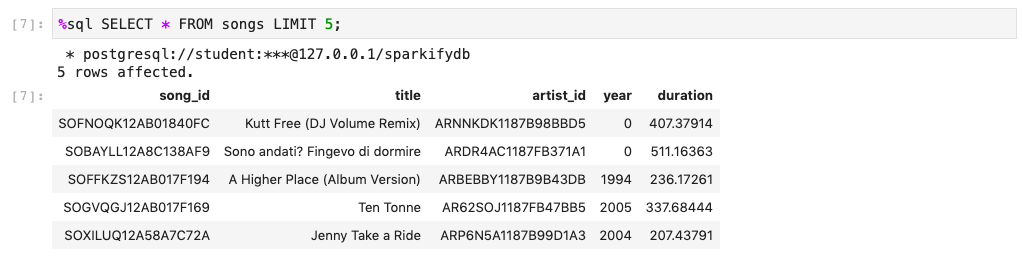 [7]: %sql SELECT * FROM songs LIMIT 5;
* postgresql://student:***@127.0.0.1/sparkifydb
5 rows affected.
[7]: song_id title artist_id year duration
SOFNOQK12AB01840FC Kutt Free (DJ Volume Remix) ARNNKDK1187B98BBD5 0 407.37914
SOBAYLL12A8C138AF9 Sono andati? Fingevo di dormire ARDR4AC1187FB371A1 0 511.16363
SOFFKZS12AB017F194 A Higher Place (Album Version) ARBEBBY1187B9B43DB 1994 236.17261
SOGVQGJ12AB017F169 Ten Tonne AR62SOJ1187FB47BB5 2005 337.68444
SOXILUQ12A58A7C72A Jenny Take a Ride ARP6N5A1187B99D1A3 2004 207.43791